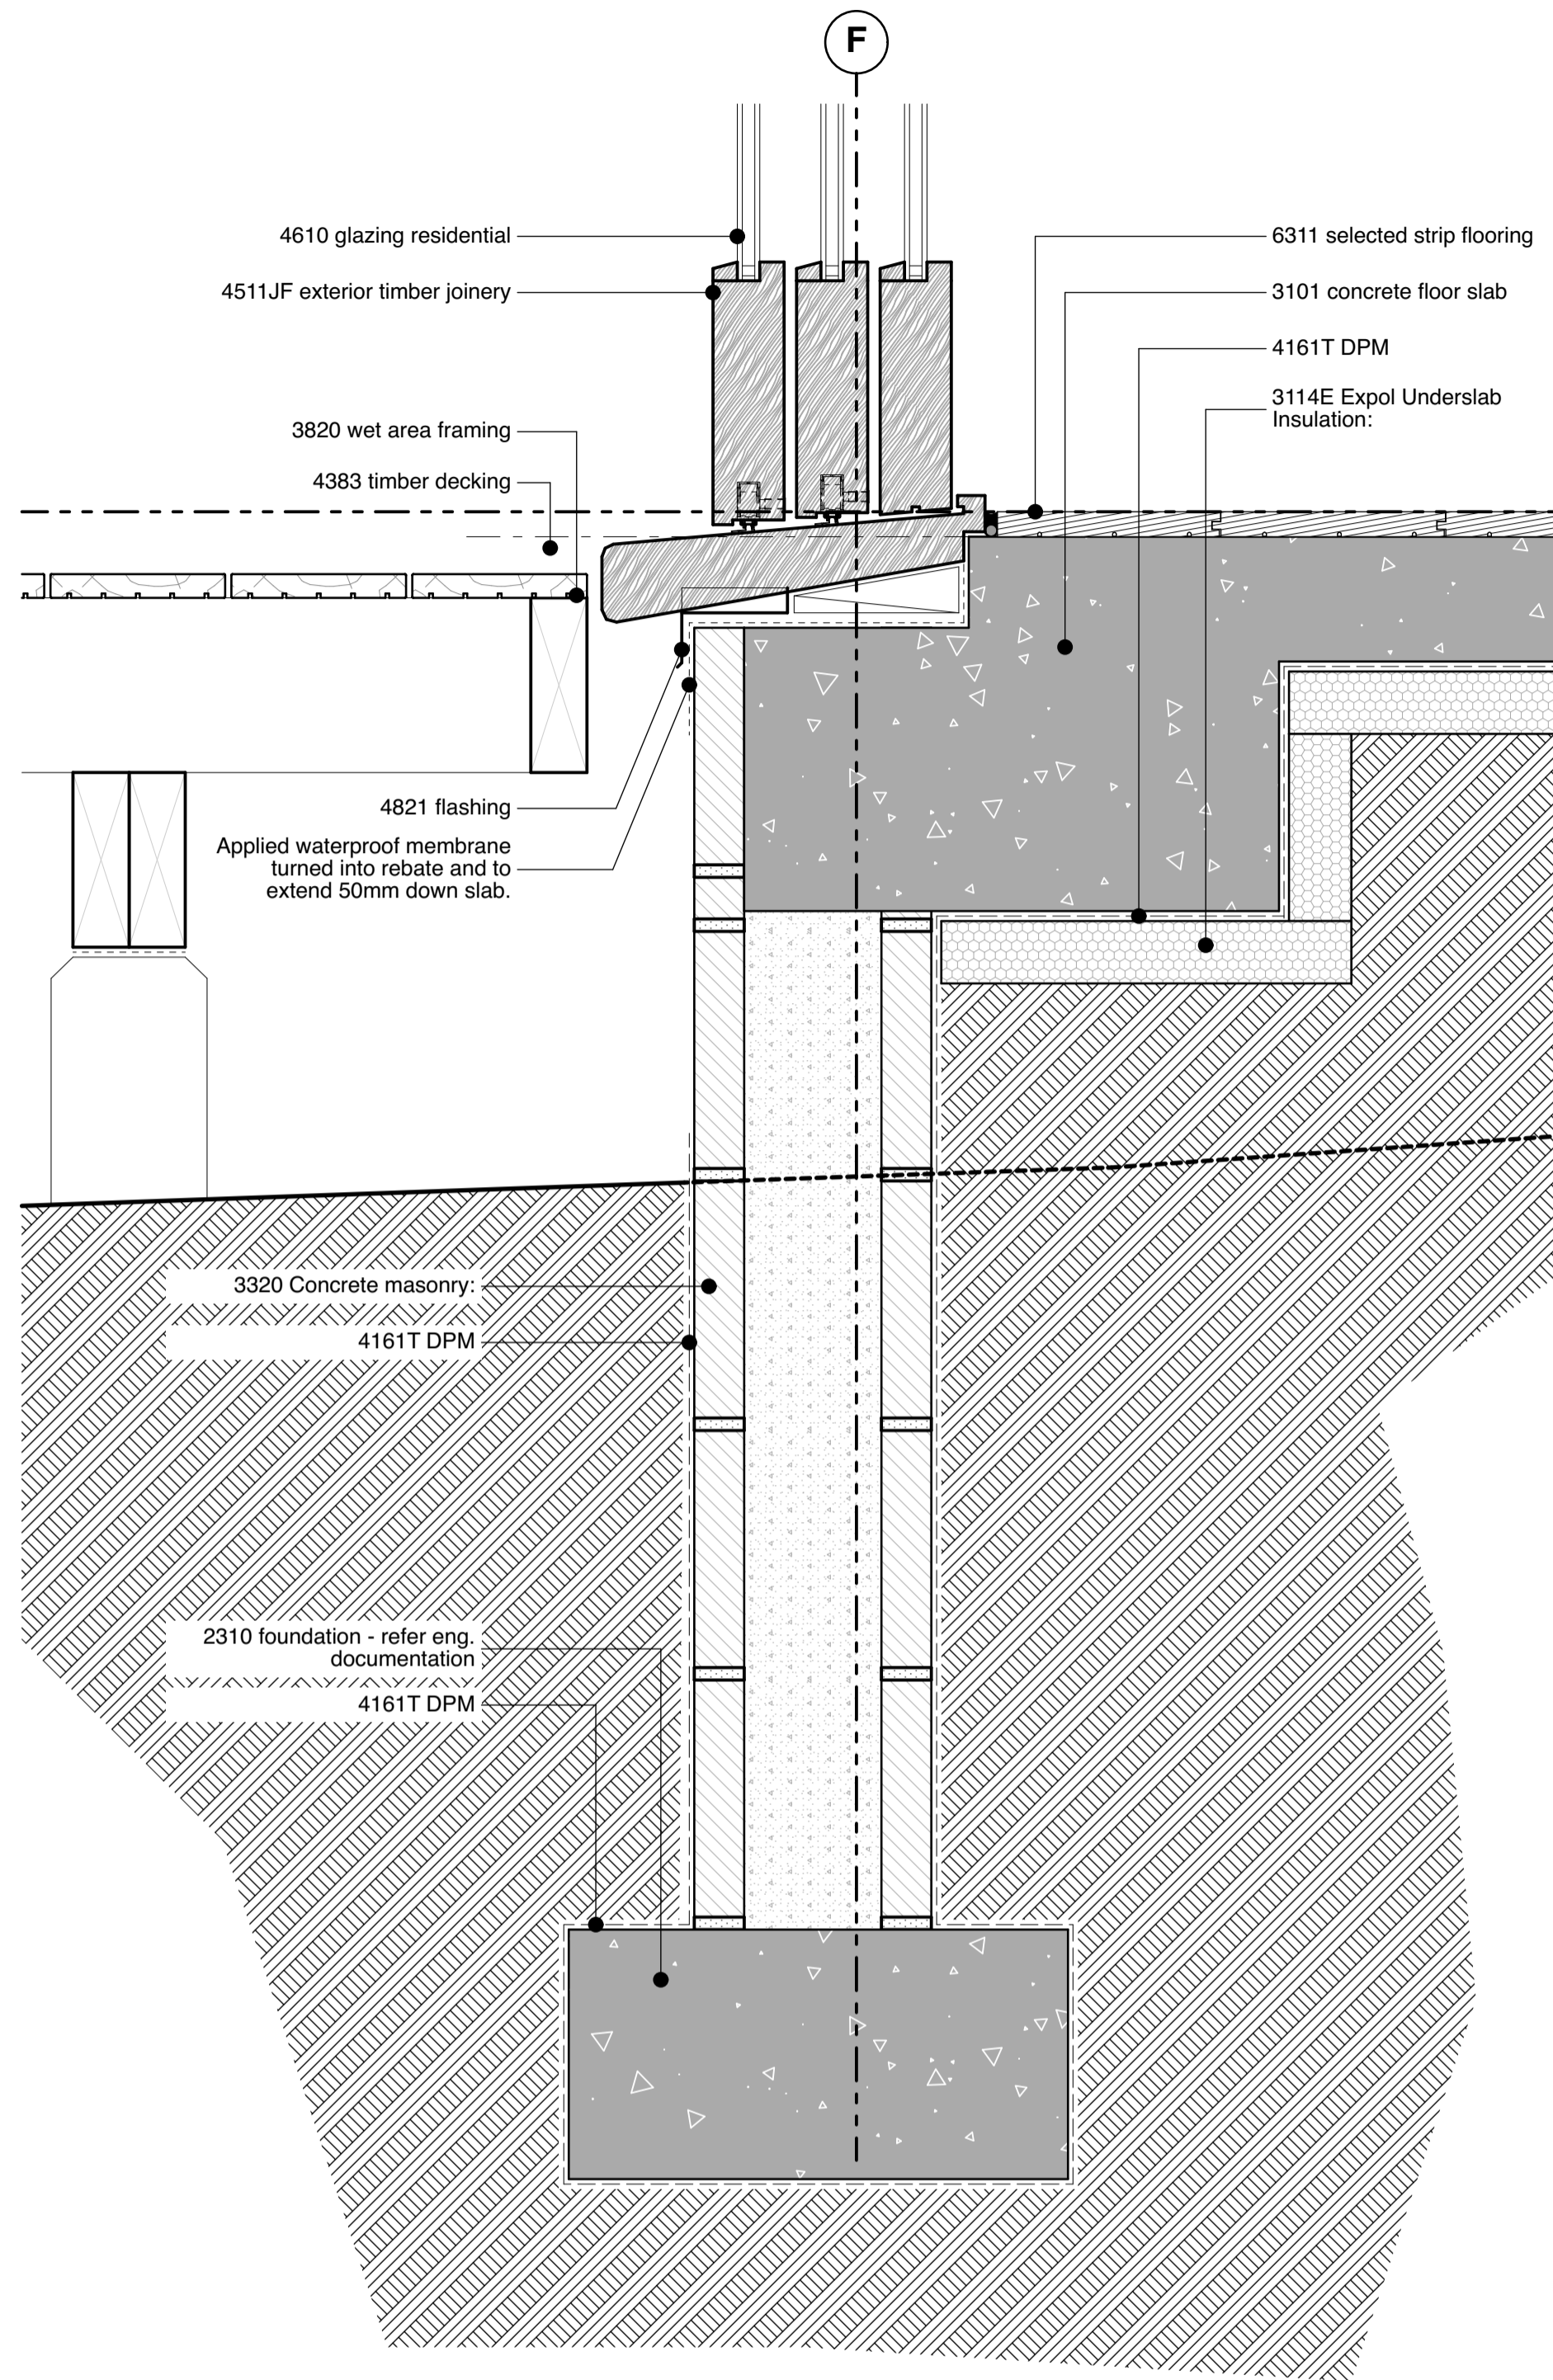 F
4610 glazing residential
4511JF exterior timber joinery
3820 wet area framing
4383 timber decking
6311 selected strip flooring
3101 concrete floor slab
4161T DPM
3114E Expol Underslab
Insulation:
4821 flashing
Applied waterproof membrane
turned into rebate and to
extend 50mm down slab.
3320 Concrete masonry:
4161T DPM
2310 foundation - refer eng.
documentation
4161T DPM